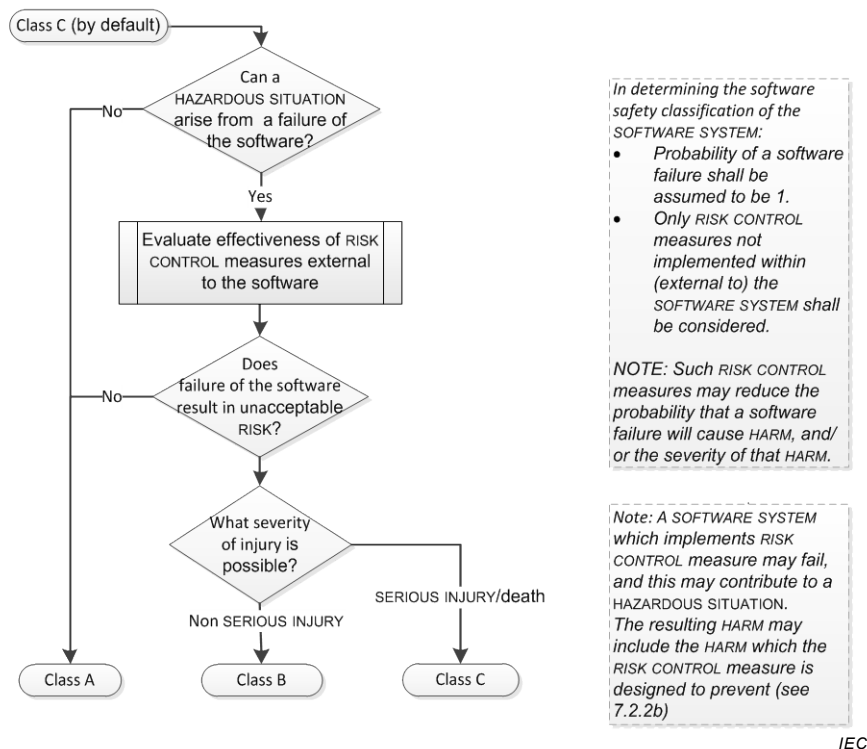 Class C (by default)
Can a
HAZARDOUS SITUATION
arise from a failure of
the software?
No
Yes
Evaluate effectiveness of RISK
CONTROL measures external
to the software
Does
failure of the software
result in unacceptable
RISK?
No
What severity
of injury is
possible?
SERIOUS INJURY/death
Non SERIOUS INJURY
Class A
Class B
Class C
In determining the software
safety classification of the
SOFTWARE SYSTEM:
• Probability of a software
failure shall be
assumed to be 1.
• Only RISK CONTROL
measures not
implemented within
(external to) the
SOFTWARE SYSTEM shall
be considered.
NOTE: Such RISK CONTROL
measures may reduce the
probability that a software
failure will cause HARM, and/
or the severity of that HARM.
Note: A SOFTWARE SYSTEM
which implements RISK
CONTROL measure may fail,
and this may contribute to a
HAZARDOUS SITUATION.
The resulting HARM may
include the HARM which the
RISK CONTROL measure is
designed to prevent (see
7.2.2b)
IEC